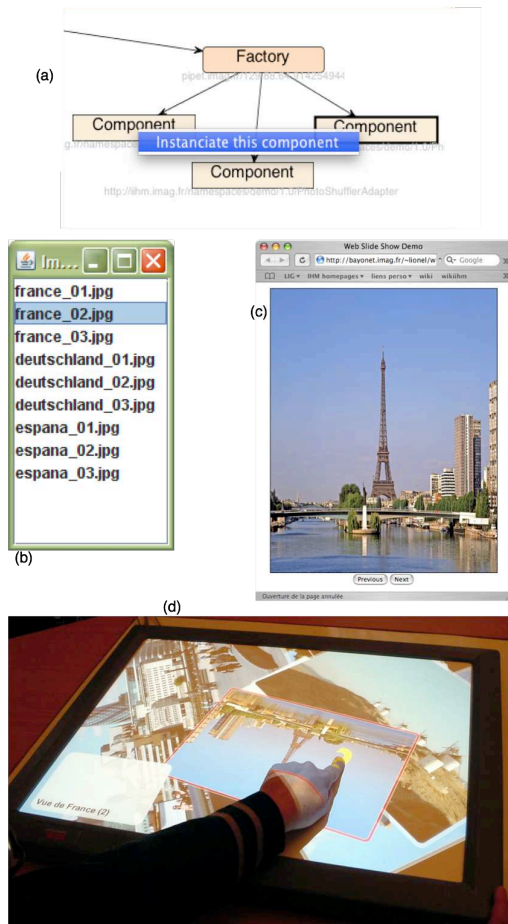 (a)
Factory
Component
Component
Instanciate this component
Component
http://iihm.imag.fr/namespaces/demo/1.0/PhotoShufflerAdapter
Im...
france_01.jpg
france_02.jpg
france_03.jpg
deutschland_01.jpg
deutschland_02.jpg
deutschland_03.jpg
espana_01.jpg
espana_02.jpg
espana_03.jpg
(b)
Web Slide Show Demo
http://bayonet.imag.fr/~lionel/w
Google
LIG
IHM homepages
liens perso
wiki
wikiihm
(c)
Previous
Next
Ouverture de la page annulée
(d)
Vue de France (2)